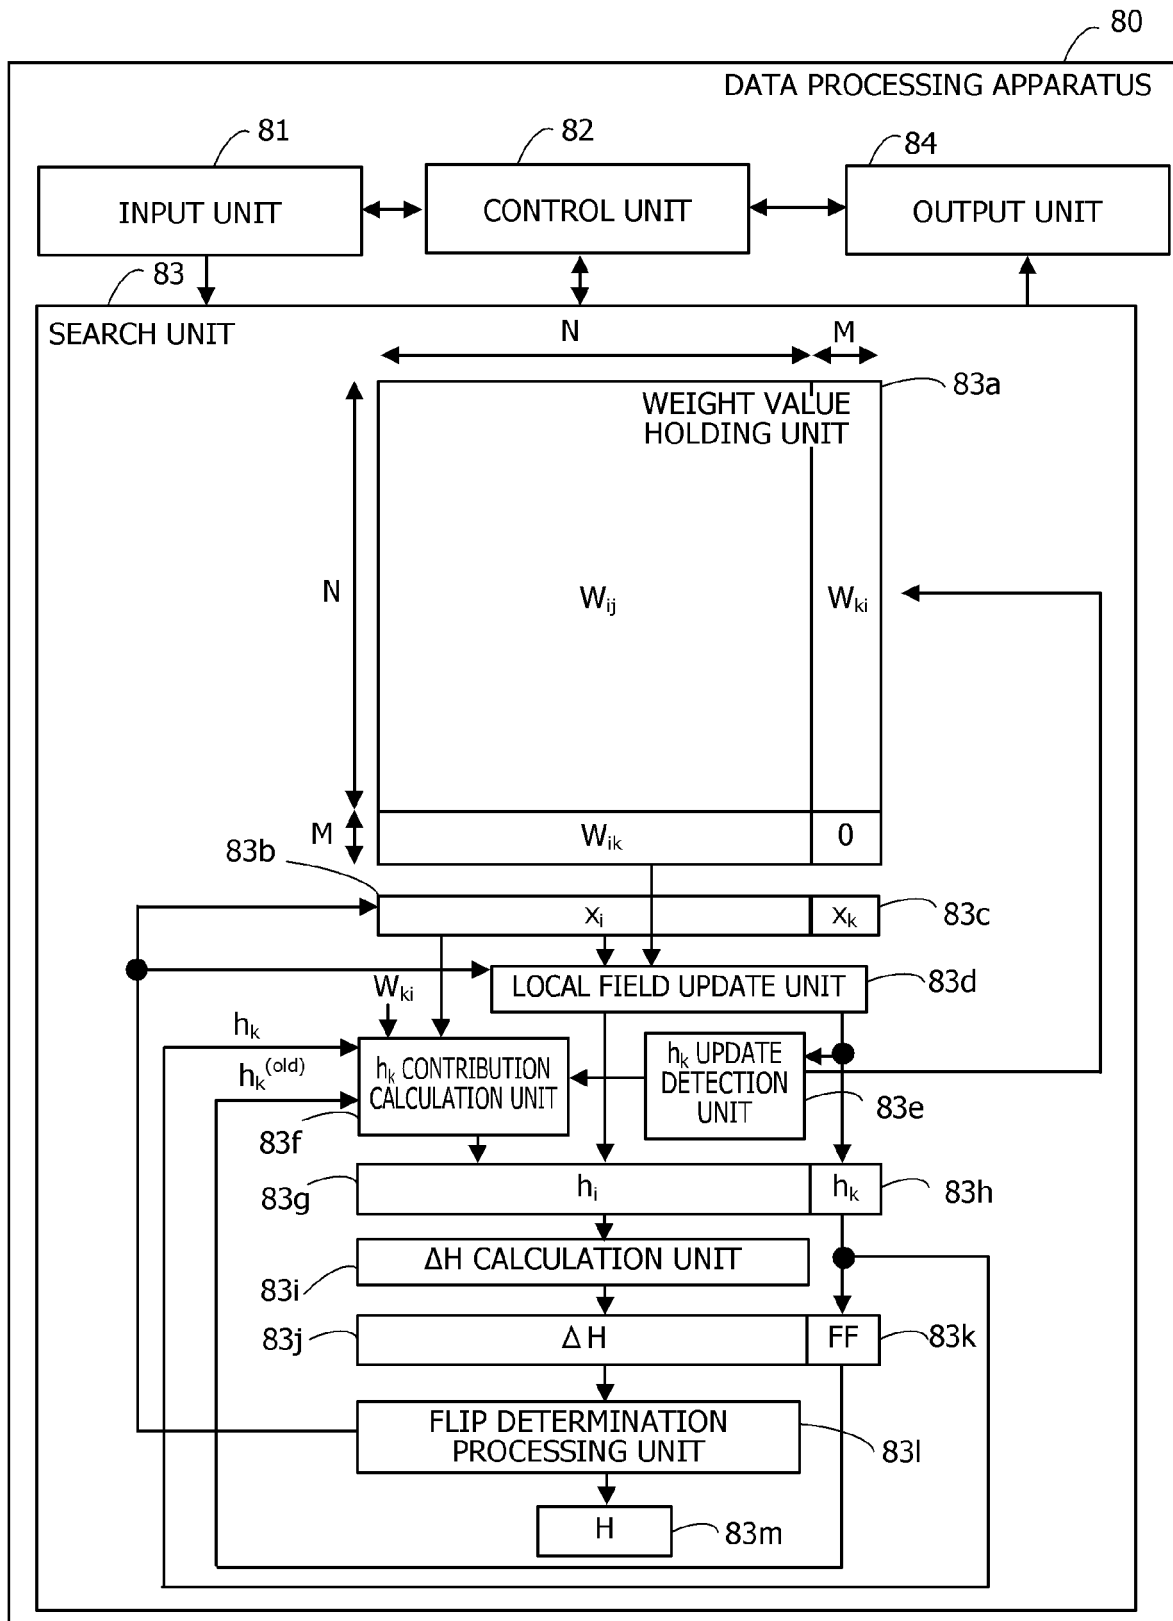 80
DATA PROCESSING APPARATUS
81
82
84
INPUT UNIT
CONTROL UNIT
OUTPUT UNIT
83
SEARCH UNIT
N
M
83a
WEIGHT VALUE
HOLDING UNIT
N
Wij
Wki
M
Wik
0
83b
xi
xk
83c
LOCAL FIELD UPDATE UNIT
83d
Wki
hk
hk(old)
hk CONTRIBUTION
CALCULATION UNIT
hk UPDATE
DETECTION
UNIT
83e
83f
83g
hi
hk
83h
ΔH CALCULATION UNIT
83i
83j
ΔH
FF
83k
FLIP DETERMINATION
PROCESSING UNIT
83l
H
83m